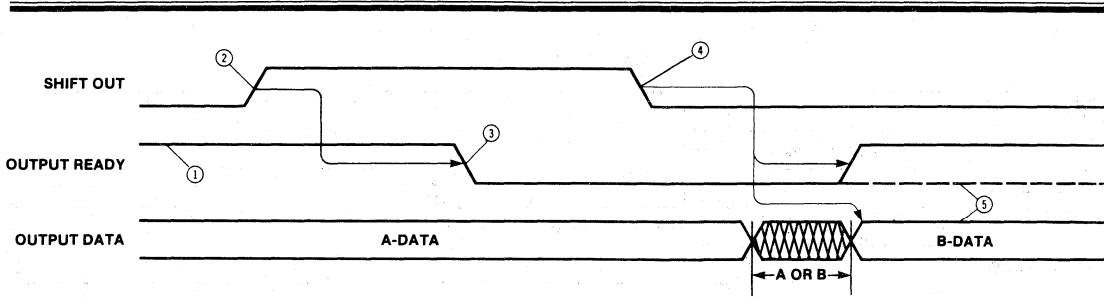 ② ④
SHIFT OUT
③
OUTPUT READY ①
⑤
OUTPUT DATA A-DATA B-DATA
A OR B